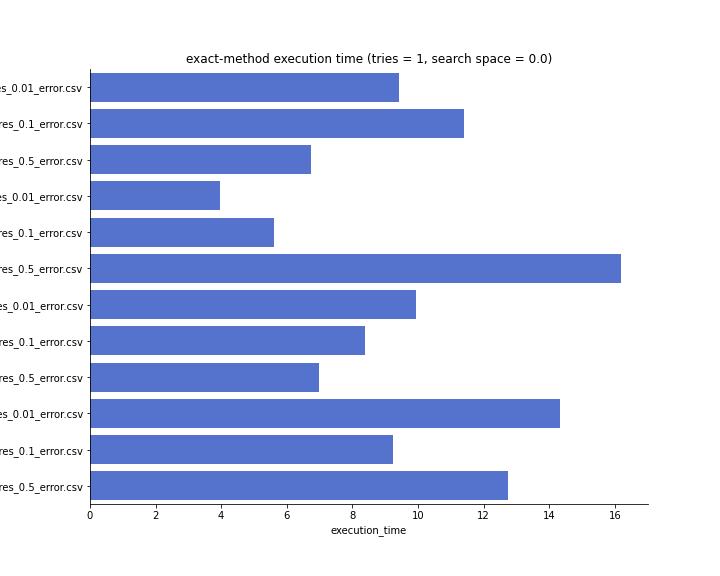 exact-method execution time (tries = 1, search space = 0.0)
es_0.01_error.csv
res_0.1_error.csv
res_0.5_error.csv
es_0.01_error.csv
res_0.1_error.csv
res_0.5_error.csv
es_0.01_error.csv
res_0.1_error.csv
res_0.5_error.csv
es_0.01_error.csv
res_0.1_error.csv
res_0.5_error.csv
0 2 4 6 8 10 12 14 16
execution_time